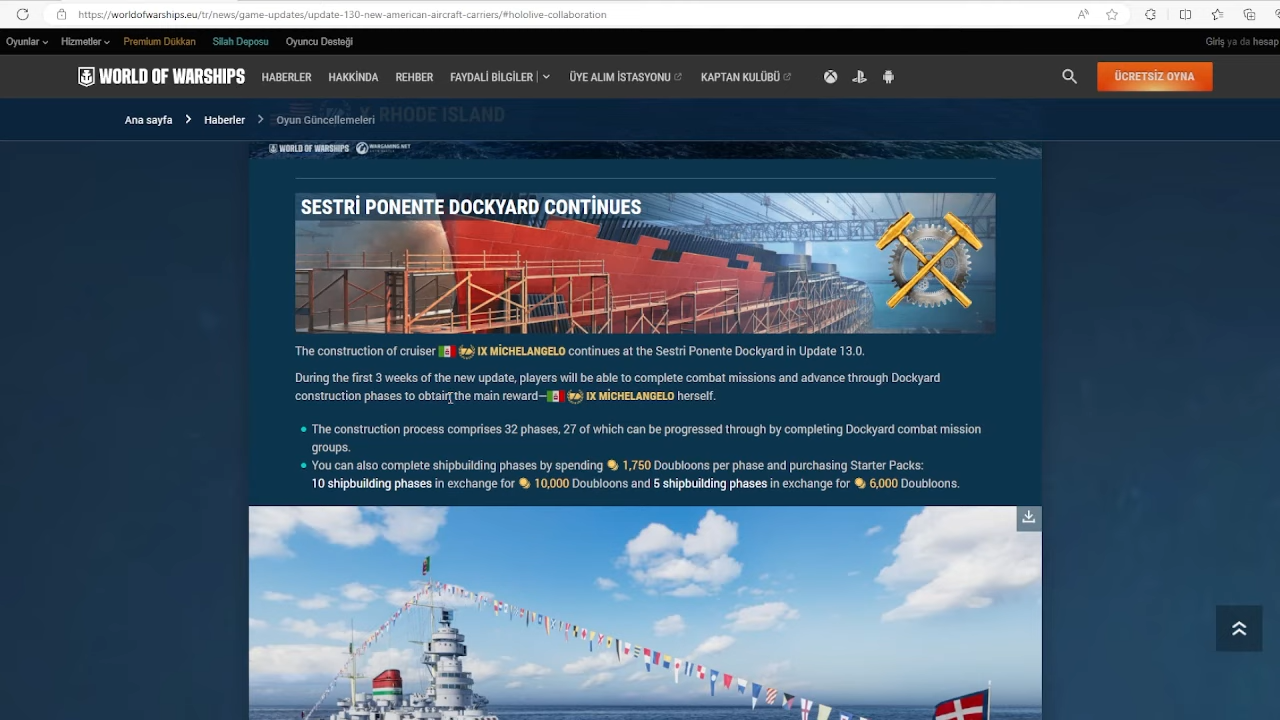 https://worldofwarships.eu/tr/news/game-updates/update-130-new-american-aircraft-carriers/#hololive-collaboration
Oyunlar Hizmetler Premium Dükkan Silah Deposu Oyuncu Desteği Giriş ya da hesap
WORLD OF WARSHIPS HABERLER HAKKINDA REHBER FAYDALİ BİLGİLER ÜYE ALIM İSTASYONU KAPTAN KULÜBÜ ÜCRETSİZ OYNA
X RHODE ISLAND
Ana sayfa Haberler Oyun Güncellemeleri
WORLD OF WARSHIPS WARGAMING.NET
SESTRİ PONENTE DOCKYARD CONTİNUES
The construction of cruiser IX MİCHELANGELO continues at the Sestri Ponente Dockyard in Update 13.0.
During the first 3 weeks of the new update, players will be able to complete combat missions and advance through Dockyard
construction phases to obtain the main reward—IX MİCHELANGELO herself.
The construction process comprises 32 phases, 27 of which can be progressed through by completing Dockyard combat mission
groups.
You can also complete shipbuilding phases by spending 1,750 Doubloons per phase and purchasing Starter Packs:
10 shipbuilding phases in exchange for 10,000 Doubloons and 5 shipbuilding phases in exchange for 6,000 Doubloons.